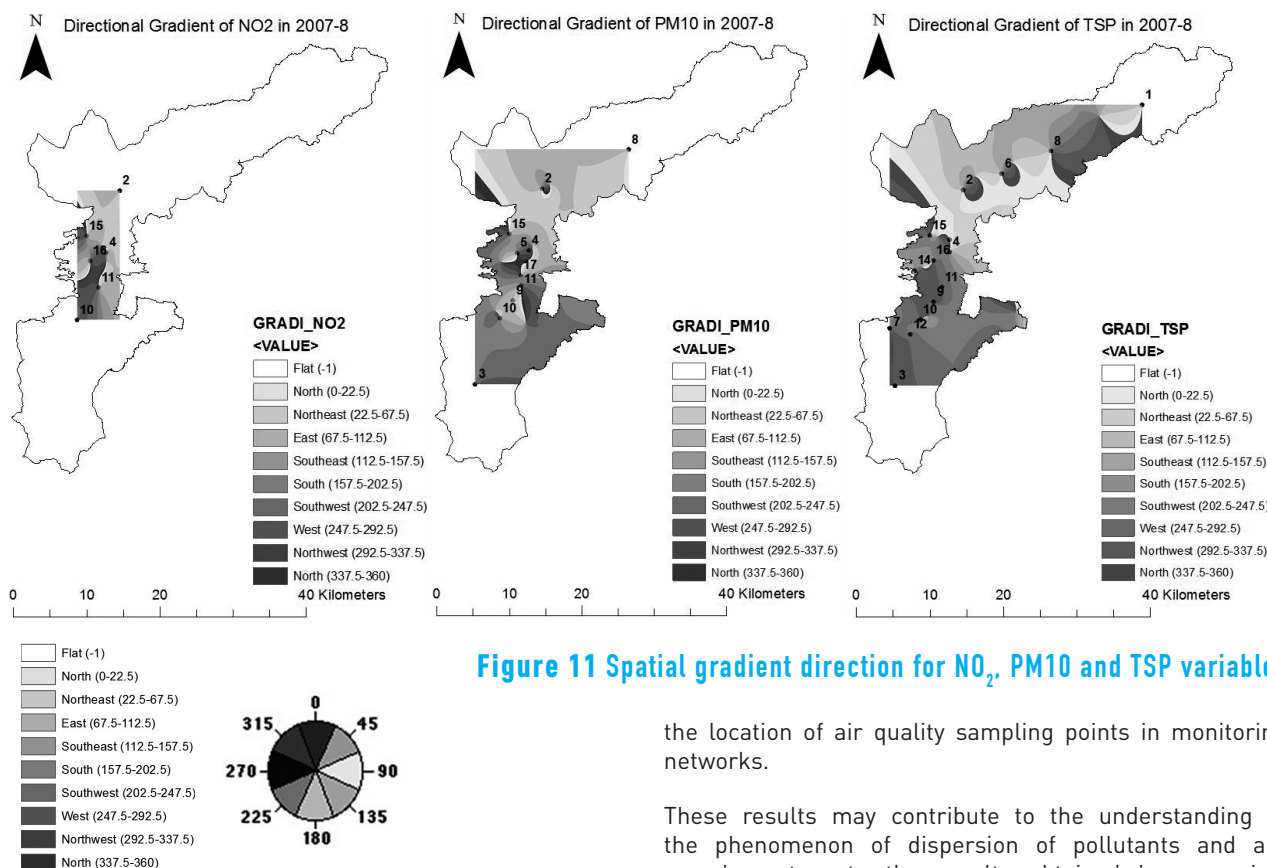 N
Directional Gradient of NO2 in 2007-8
2
15
4
16
11
10
GRADI_NO2
<VALUE>
Flat (-1)
North (0-22.5)
Northeast (22.5-67.5)
East (67.5-112.5)
Southeast (112.5-157.5)
South (157.5-202.5)
Southwest (202.5-247.5)
West (247.5-292.5)
Northwest (292.5-337.5)
North (337.5-360)
0 10 20 40 Kilometers
N
Directional Gradient of PM10 in 2007-8
8
2
15
5 4
17
11
9
10
3
GRADI_PM10
<VALUE>
Flat (-1)
North (0-22.5)
Northeast (22.5-67.5)
East (67.5-112.5)
Southeast (112.5-157.5)
South (157.5-202.5)
Southwest (202.5-247.5)
West (247.5-292.5)
Northwest (292.5-337.5)
North (337.5-360)
0 10 20 40 Kilometers
N
Directional Gradient of TSP in 2007-8
1
8
6
2
15
4
16
14
11
9
10
7 12
3
GRADI_TSP
<VALUE>
Flat (-1)
North (0-22.5)
Northeast (22.5-67.5)
East (67.5-112.5)
Southeast (112.5-157.5)
South (157.5-202.5)
Southwest (202.5-247.5)
West (247.5-292.5)
Northwest (292.5-337.5)
North (337.5-360)
0 10 20 40 Kilometers
Flat (-1)
North (0-22.5)
Northeast (22.5-67.5)
East (67.5-112.5)
Southeast (112.5-157.5)
South (157.5-202.5)
Southwest (202.5-247.5)
West (247.5-292.5)
Northwest (292.5-337.5)
North (337.5-360)
0
315 45
270 90
225 135
180
Figure 11 Spatial gradient direction for NO₂, PM10 and TSP variable
the location of air quality sampling points in monitorin
networks.
These results may contribute to the understanding
the phenomenon of dispersion of pollutants and a